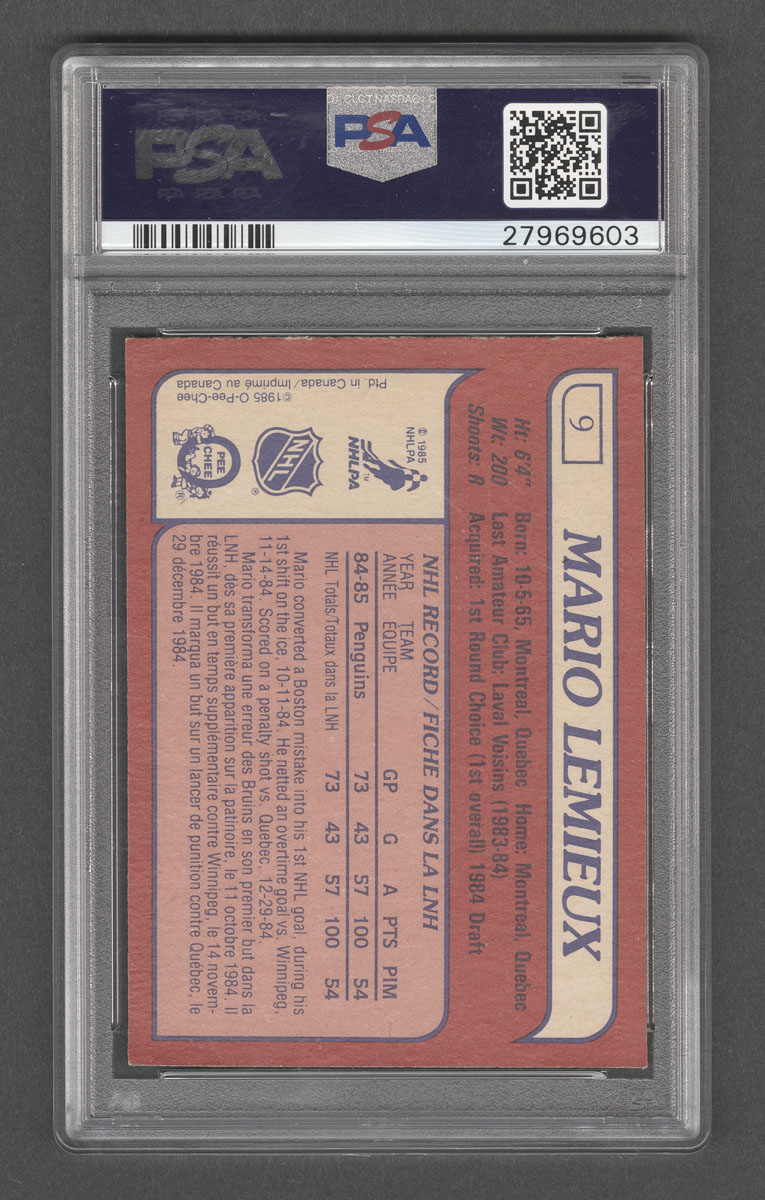 PSA
PSA
27969603
9
MARIO LEMIEUX
Ht: 6'4" Born: 10-5-65, Montreal, Quebec Home: Montreal, Quebec
Wt: 200 Last Amateur Club: Laval Voisins (1983-84)
Shoots: R Acquired: 1st Round Choice (1st overall) 1984 Draft
© 1985
NHLPA
NHLPA
TM
NHL
®
O
PEE
CHEE
®
©1985 O-Pee-Chee
Ptd. in Canada/Imprimé au Canada
NHL RECORD/FICHE DANS LA LNH
YEAR TEAM
ANNÉE ÉQUIPE GP G A PTS PIM
84-85 Penguins 73 43 57 100 54
NHL Totals/Totaux dans la LNH 73 43 57 100 54
Mario converted a Boston mistake into his 1st NHL goal, during his
1st shift on the ice, 10-11-84. He netted an overtime goal vs. Winnipeg,
11-14-84. Scored on a penalty shot vs. Quebec, 12-29-84.
Mario transforma une erreur des Bruins en son premier but dans la
LNH, dès sa première apparition sur la patinoire, le 11 octobre 1984. Il
réussit un but en temps supplémentaire contre Winnipeg, le 14 novem-
bre 1984. Il marqua un but sur un lancer de punition contre Québec, le
29 décembre 1984.